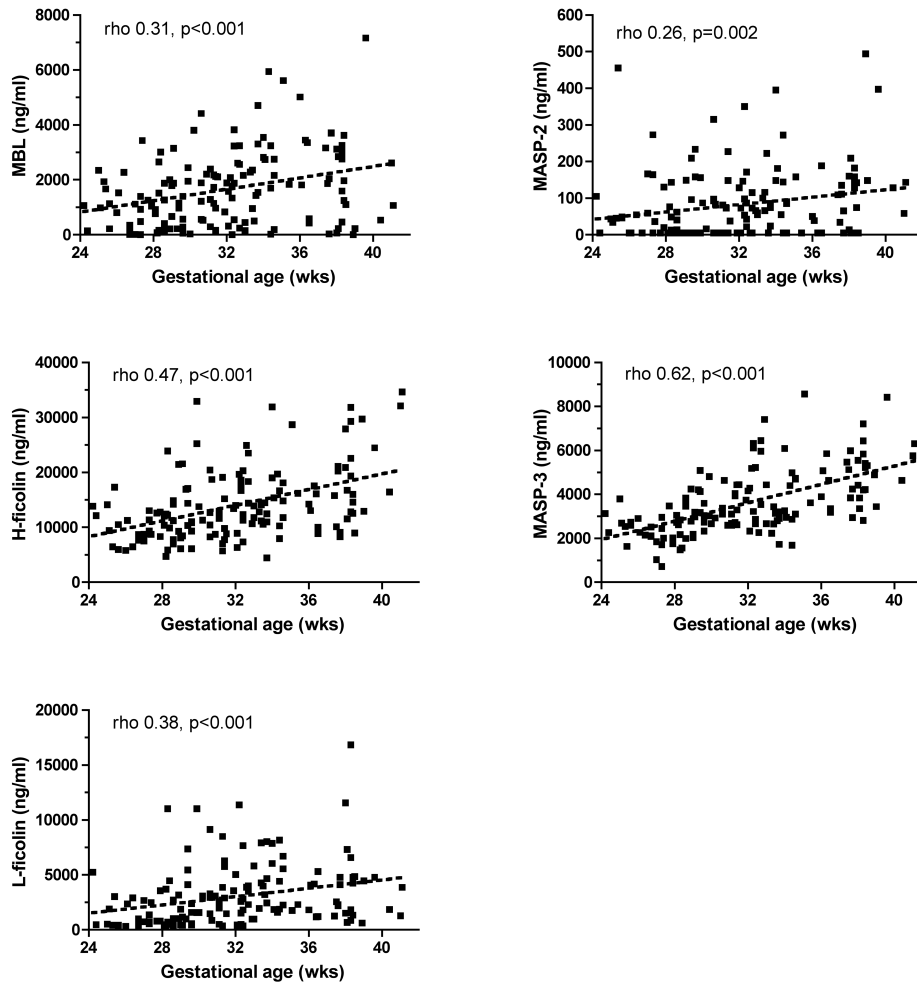 rho 0.31, p<0.001
MBL (ng/ml)
8000
6000
4000
2000
0
24 28 32 36 40
Gestational age (wks)
rho 0.26, p=0.002
MASP-2 (ng/ml)
600
500
400
300
200
100
0
24 28 32 36 40
Gestational age (wks)
rho 0.47, p<0.001
H-ficolin (ng/ml)
40000
30000
20000
10000
0
24 28 32 36 40
Gestational age (wks)
rho 0.62, p<0.001
MASP-3 (ng/ml)
10000
8000
6000
4000
2000
0
24 28 32 36 40
Gestational age (wks)
rho 0.38, p<0.001
L-ficolin (ng/ml)
20000
15000
10000
5000
0
24 28 32 36 40
Gestational age (wks)